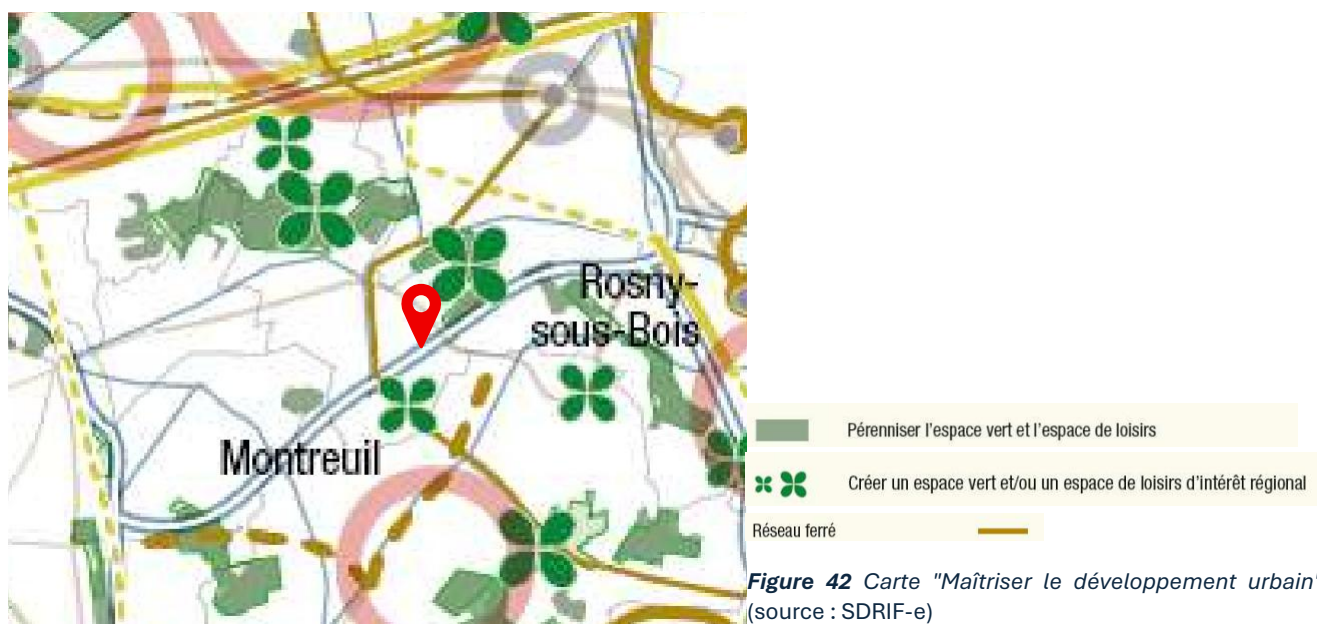 Rosny-
sous-Bois
Montreuil
Pérenniser l'espace vert et l'espace de loisirs
Créer un espace vert et/ou un espace de loisirs d'intérêt régional
Réseau ferré
Figure 42 Carte "Maîtriser le développement urbain"
(source : SDRIF-e)